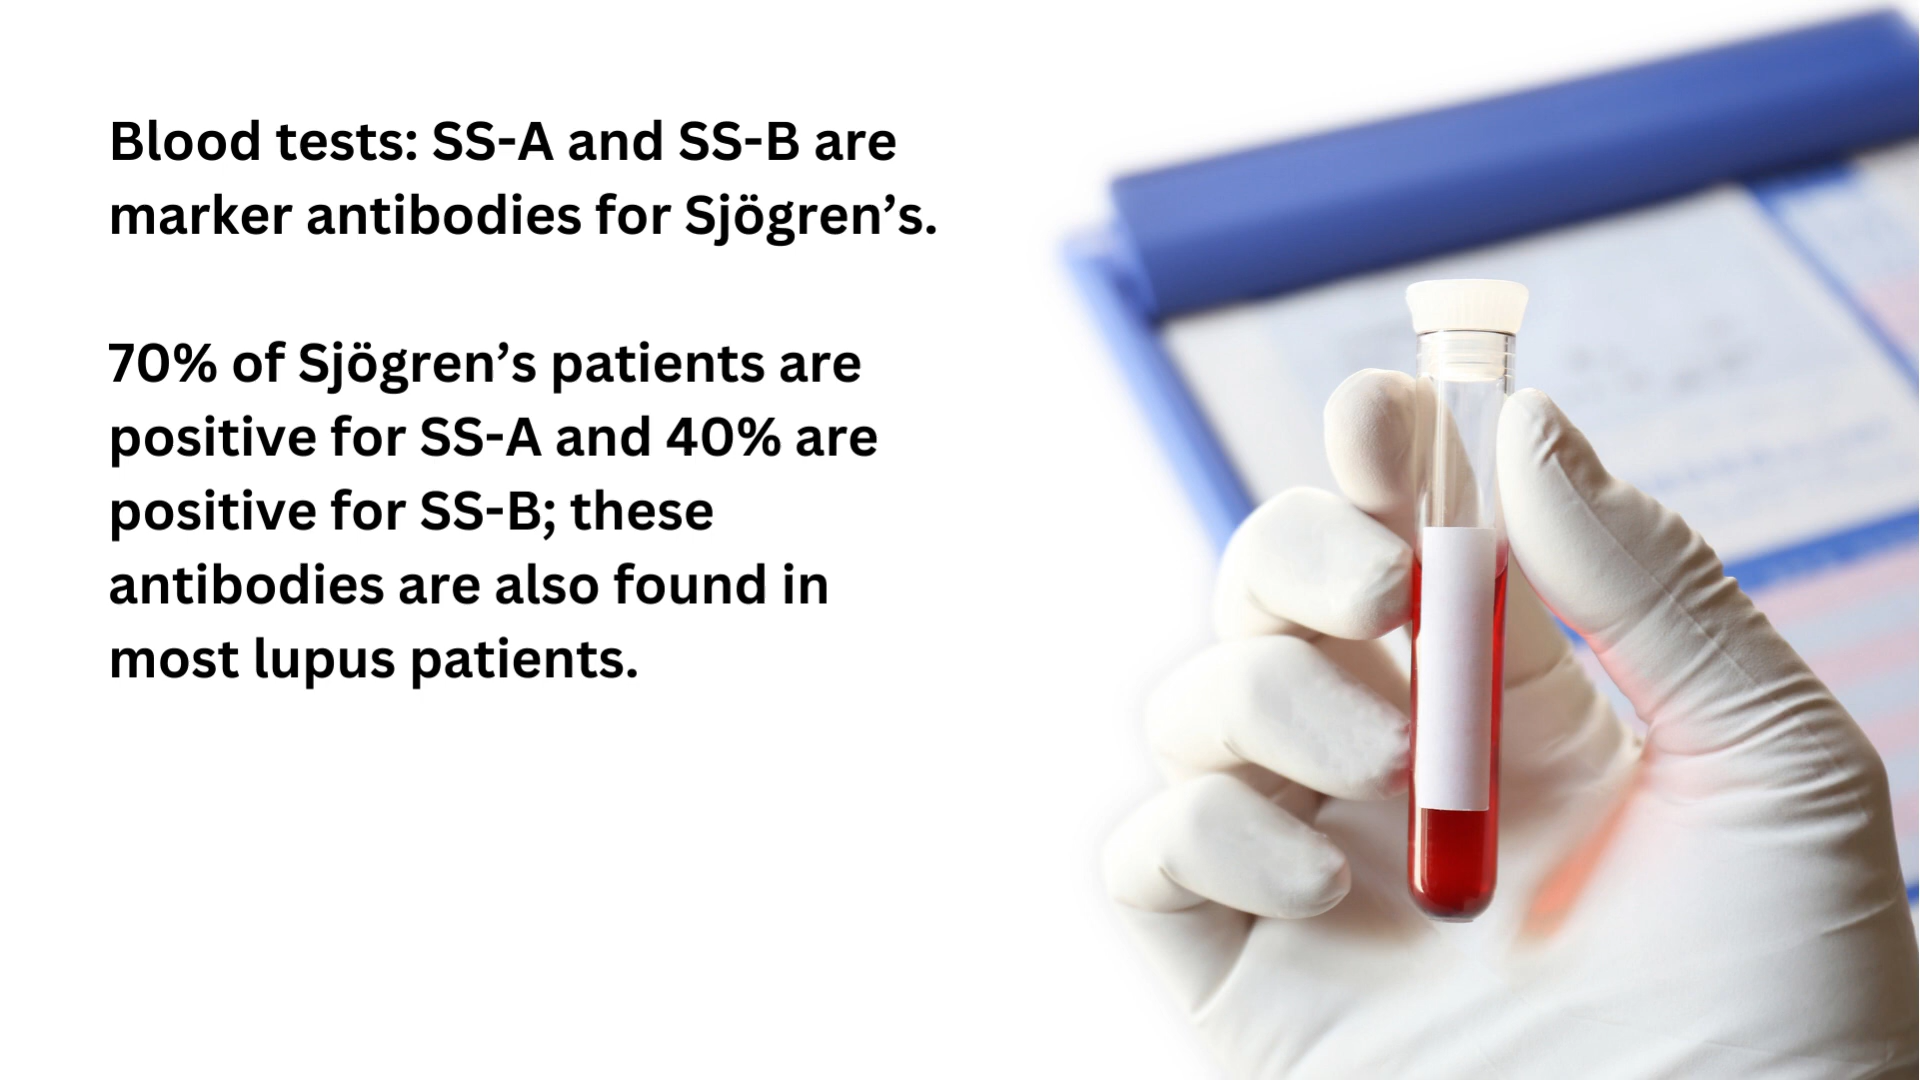 Blood tests: SS-A and SS-B are
marker antibodies for Sjögren’s.
70% of Sjögren’s patients are
positive for SS-A and 40% are
positive for SS-B; these
antibodies are also found in
most lupus patients.